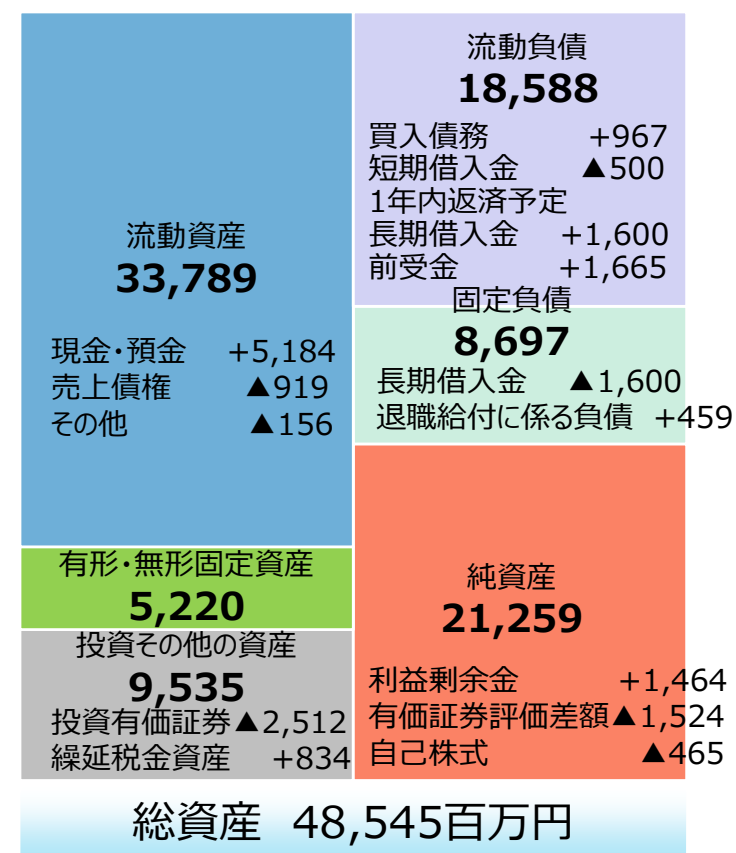 流動資産
33,789
現金・預金 +5,184
売上債権 ▲919
その他 ▲156
有形・無形固定資産
5,220
投資その他の資産
9,535
投資有価証券▲2,512
繰延税金資産 +834
流動負債
18,588
買入債務 +967
短期借入金 ▲500
1年内返済予定
長期借入金 +1,600
前受金 +1,665
固定負債
8,697
長期借入金 ▲1,600
退職給付に係る負債 +459
純資産
21,259
利益剰余金 +1,464
有価証券評価差額▲1,524
自己株式 ▲465
総資産 48,545百万円